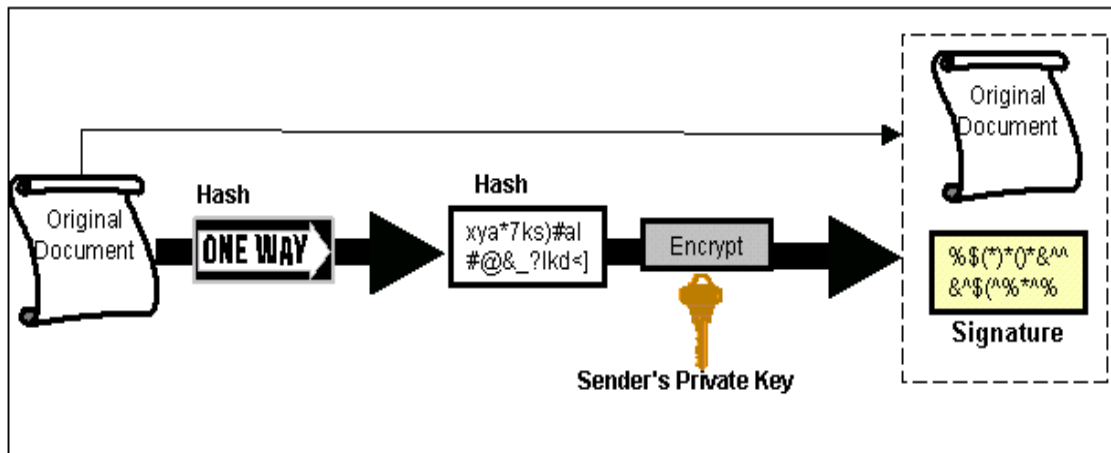 Original
Document
Hash
ONE WAY
Hash
xya*7ks)#al
#@&_?lkd<]
Encrypt
Sender's Private Key
Original
Document
%$(*)*()*&^^
&^$(^%*^%
Signature